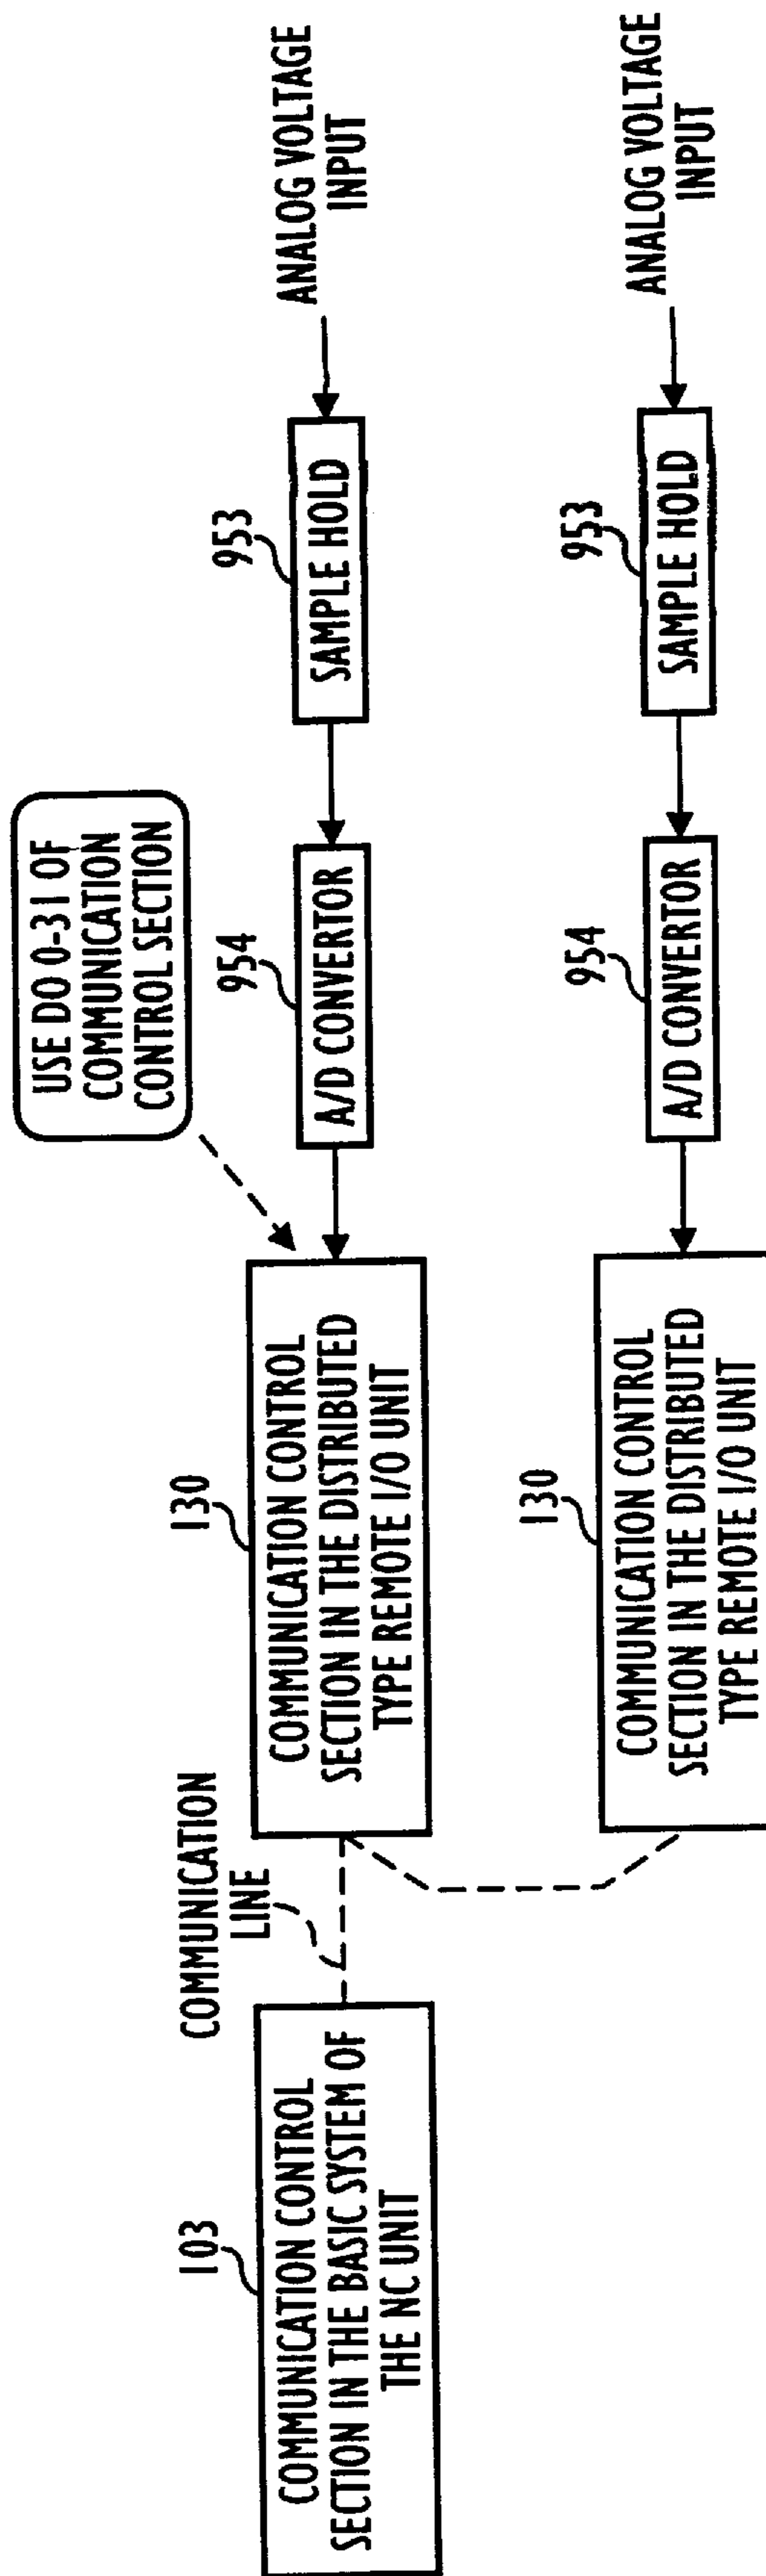 USE DO 0-31 OF
COMMUNICATION
CONTROL SECTION
103
COMMUNICATION CONTROL
SECTION IN THE BASIC SYSTEM OF
THE NC UNIT
COMMUNICATION
LINE
130
COMMUNICATION CONTROL
SECTION IN THE DISTRIBUTED
TYPE REMOTE I/O UNIT
954
A/D CONVERTOR
953
SAMPLE HOLD
ANALOG VOLTAGE
INPUT
130
COMMUNICATION CONTROL
SECTION IN THE DISTRIBUTED
TYPE REMOTE I/O UNIT
954
A/D CONVERTOR
953
SAMPLE HOLD
ANALOG VOLTAGE
INPUT